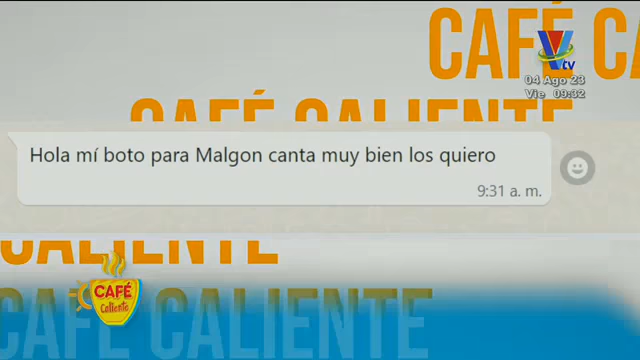 CAFÉ CA
V
tv
04 Ago 23
Vie 09:32
CAFÉ CALIENTE
Hola mí boto para Malgon canta muy bien los quiero
9:31 a. m.
CALIENTE
CAFÉ
Caliente
CAFÉ CALIENTE